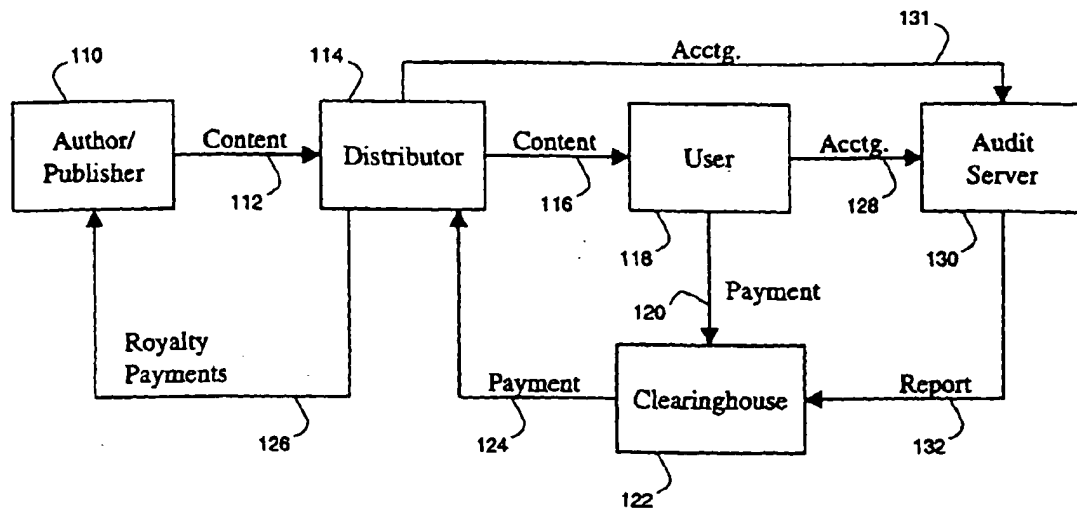 131
110
114
Acctg.
Author/
Publisher
Content
Distributor
Content
User
Acctg.
Audit
Server
112
116
128
118
130
120
Payment
Royalty
Payments
Payment
Clearinghouse
Report
126
124
132
122